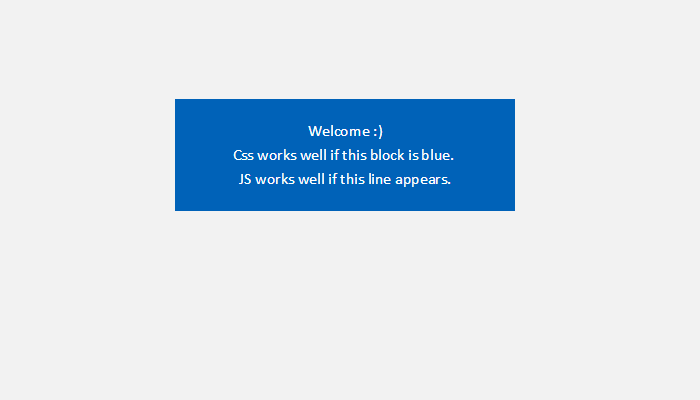 Welcome :)
Css works well if this block is blue.
JS works well if this line appears.